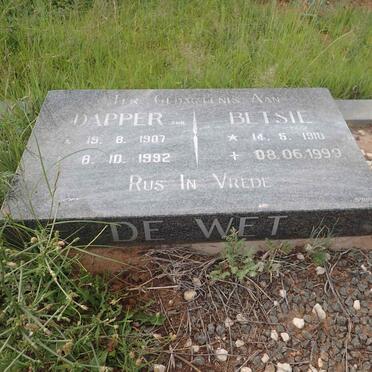 TER GEDAGTENIS AAN
DAPPER EN BETSIE
19. 8. 1907 * 14. 5. 1910
8. 10. 1992 + 08.06.1999
RUS IN VREDE
DE WET